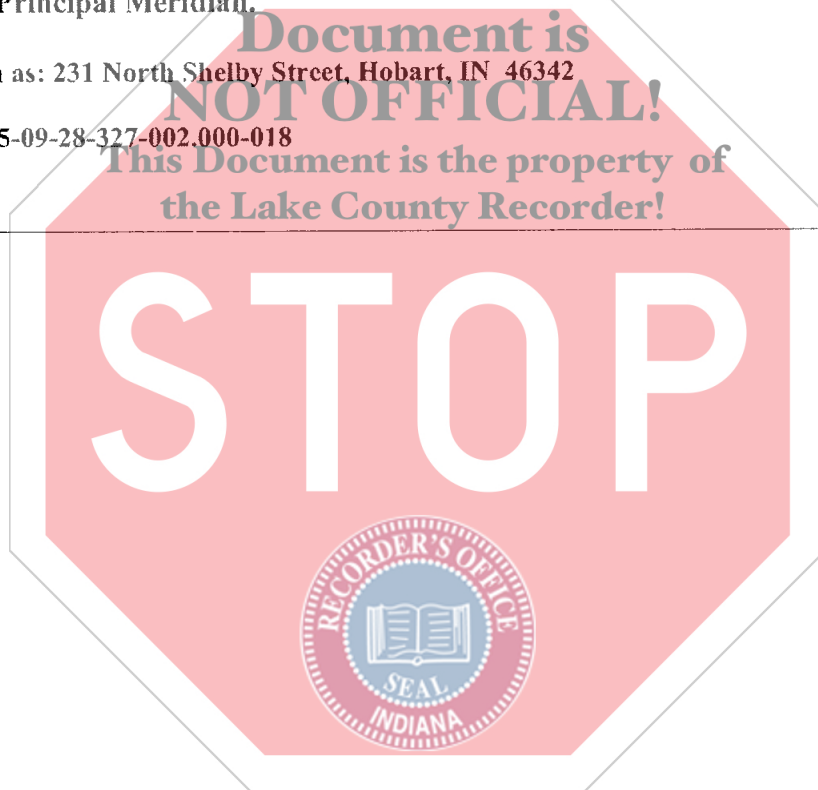 Principal Meridian.
Document is
as: 231 North Shelby Street, Hobart, IN 46342
NOT OFFICIAL!
5-09-28-327-002.000-018
This Document is the property of
the Lake County Recorder!
STOP
RECORDER'S OFFICE
SEAL
INDIANA